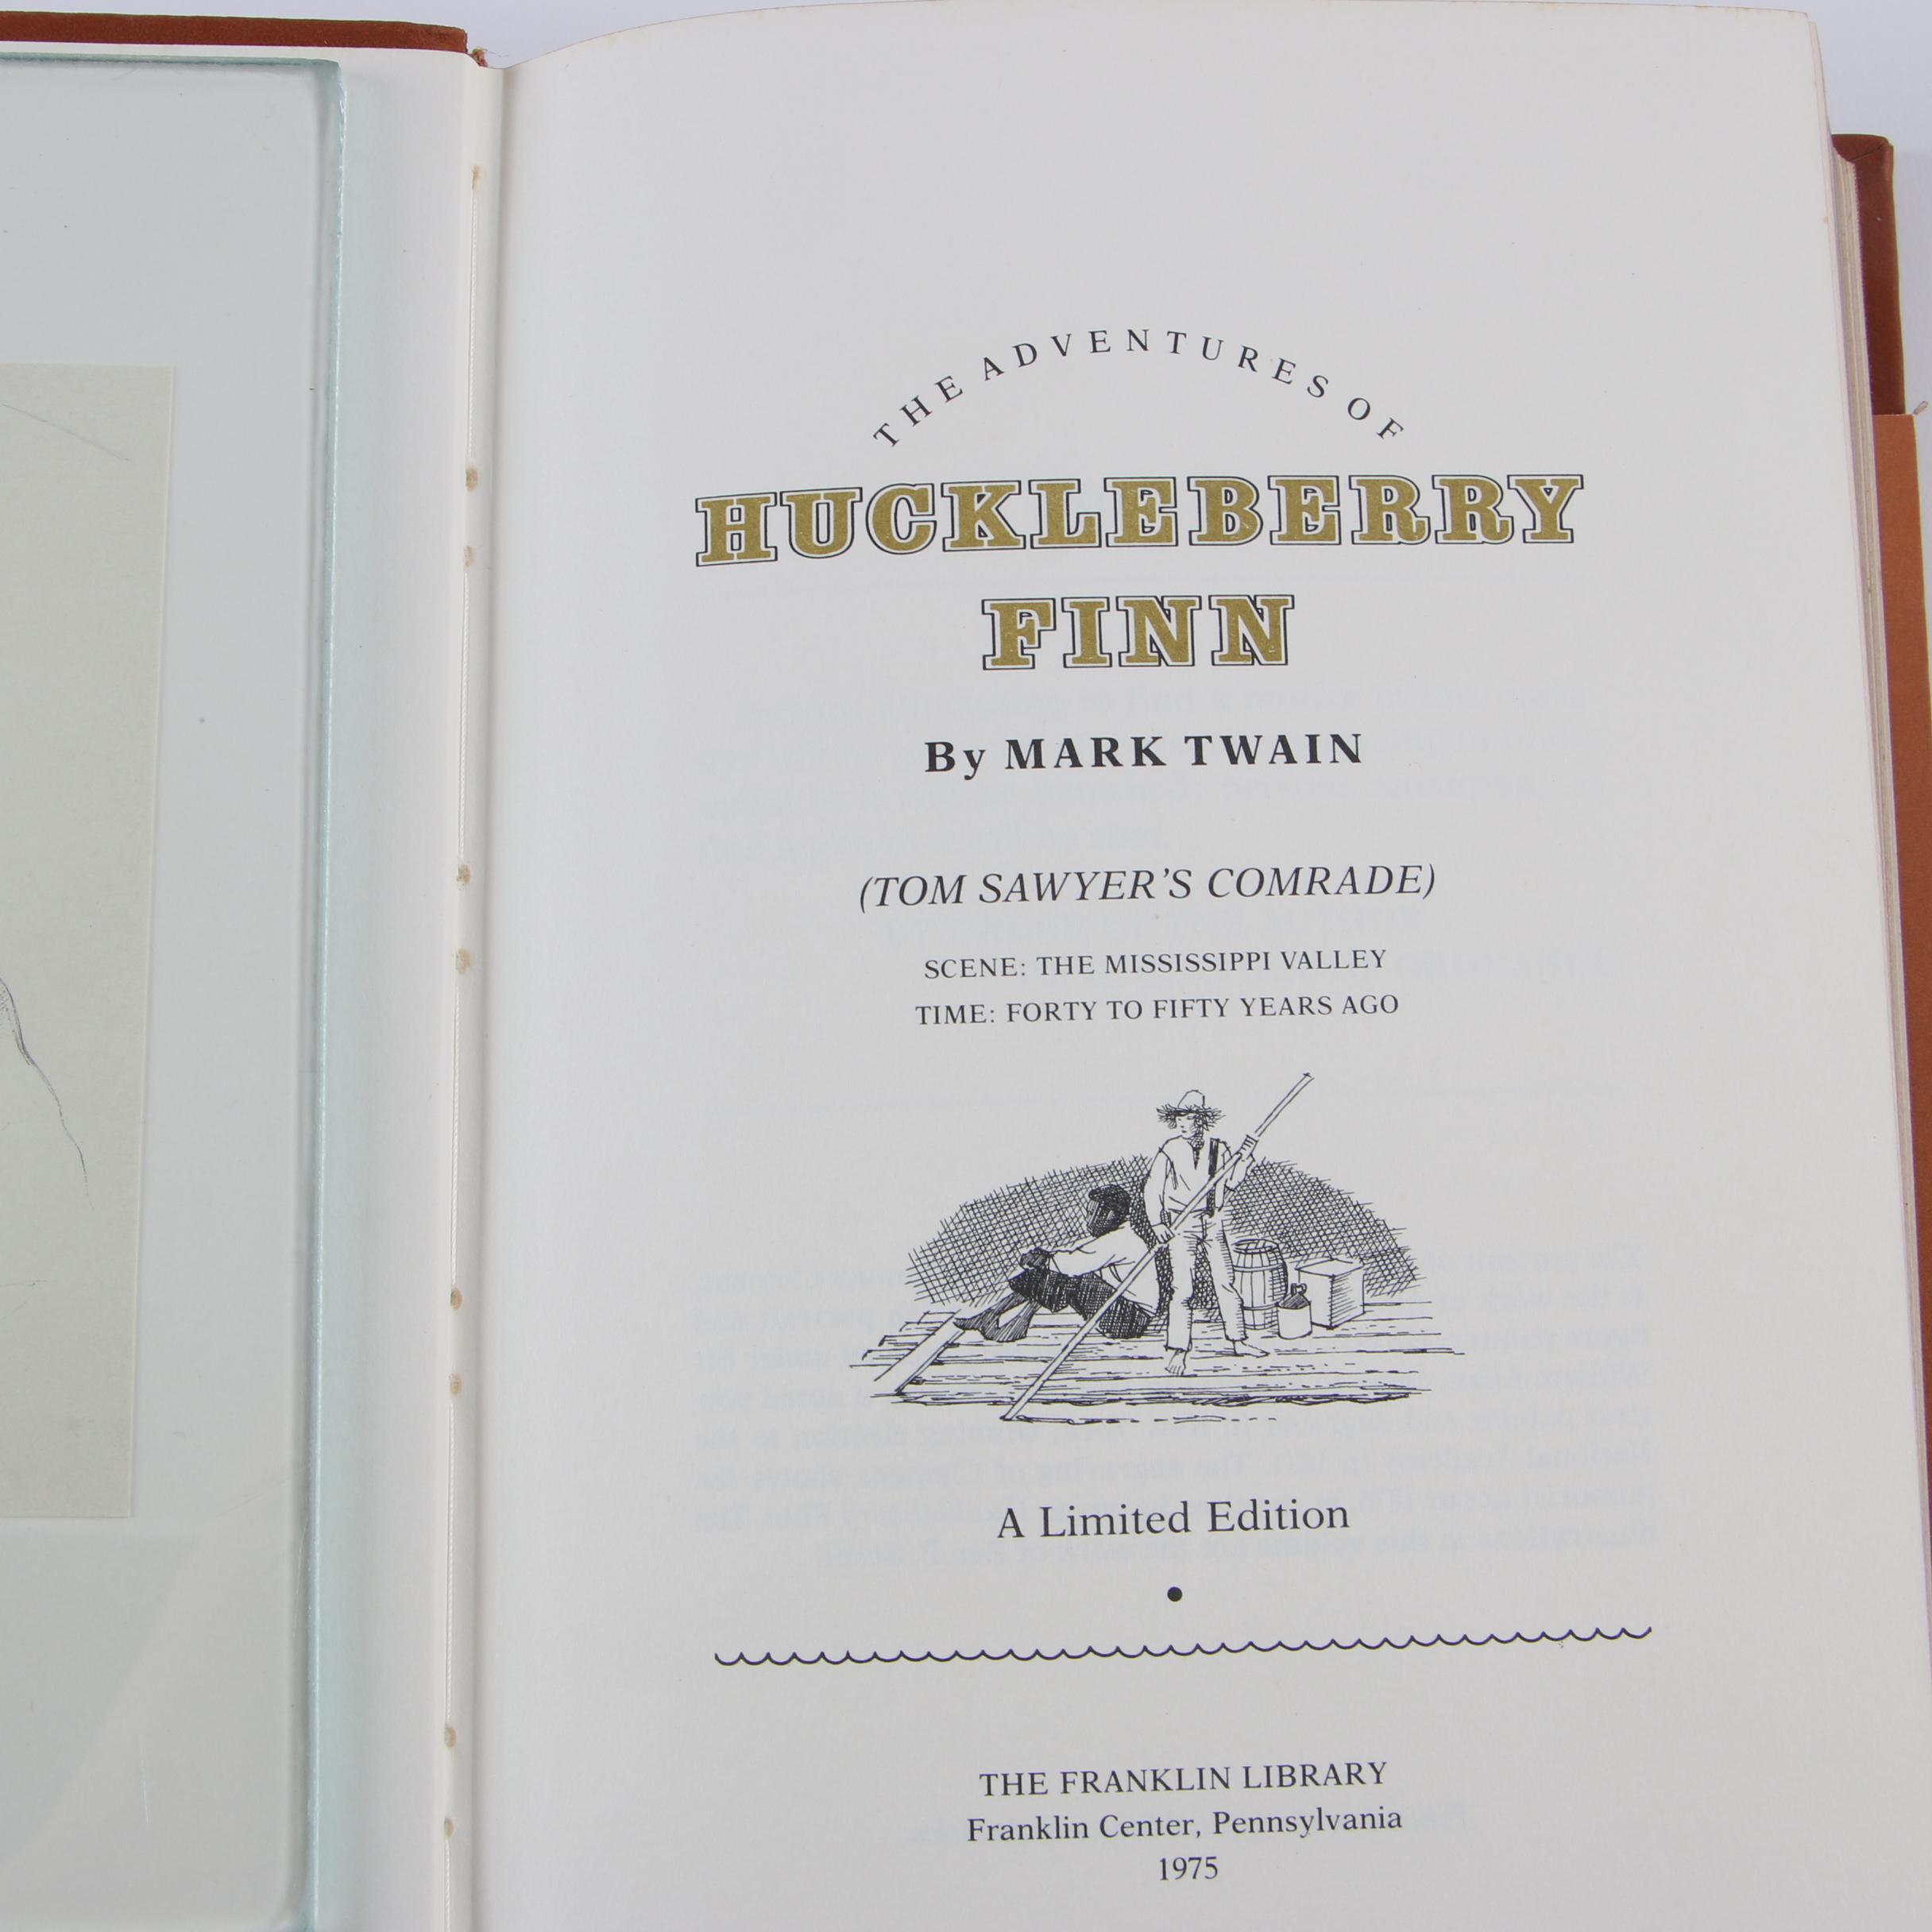 THE ADVENTURES OF
HUCKLEBERRY
FINN
By MARK TWAIN
(TOM SAWYER'S COMRADE)
SCENE: THE MISSISSIPPI VALLEY
TIME: FORTY TO FIFTY YEARS AGO
A Limited Edition
THE FRANKLIN LIBRARY
Franklin Center, Pennsylvania
1975